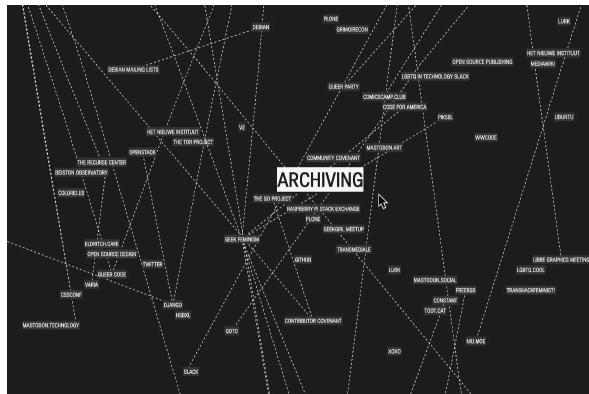 PLONE
LURK
DEBIAN
GRIMOIRECON
HET NIEUWE INSTITUUT
OPEN SOURCE PUBLISHING
MEDIAWIKI
DEBIAN MAILING LISTS
LGBTQ IN TECHNOLOGY SLACK
QUEER PARTY
COMICSCAMP.CLUB
CODE FOR AMERICA
PIKSEL
UBUNTU
V2
HET NIEUWE INSTITUUT
WWCODE
THE TOR PROJECT
MASTODON.ART
OPENSTACK
COMMUNITY COVENANT
THE RECURSE CENTER
BOSTON OBSERVATORY
ARCHIVING
COLORID.ES
THE GO PROJECT
RASPBERRY PI STACK EXCHANGE
PLONE
GEEKGIRL MEETUP
GEEK FEMINISM
ELDRITCH.CAFE
TRANSMEDIALE
OPEN SOURCE DESIGN
GITHUB
LIBRE GRAPHICS MEETING
TWITTER
LURK
LGBTQ.COOL
QUEER CODE
MASTODON.SOCIAL
VARIA
FREEBSD
TRANSHACKFEMINIST!
CSSCONF
CONSTANT
DJANGO
TOOT.CAT
HSBXL
CONTRIBUTOR COVENANT
MASTODON.TECHNOLOGY
QOTO
NIU.MOE
XOXO
SLACK